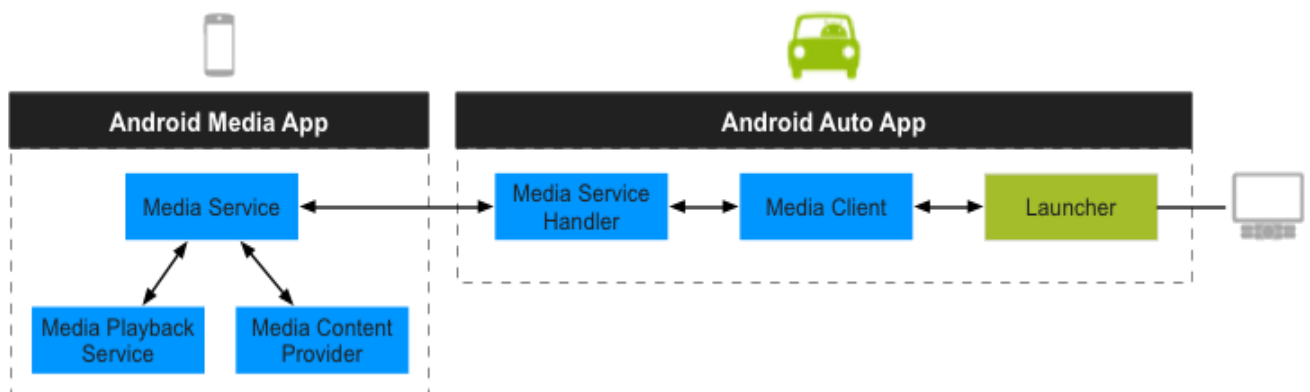 Android Media App
Android Auto App
Media Service
Media Service
Handler
Media Client
Launcher
Media Playback
Service
Media Content
Provider